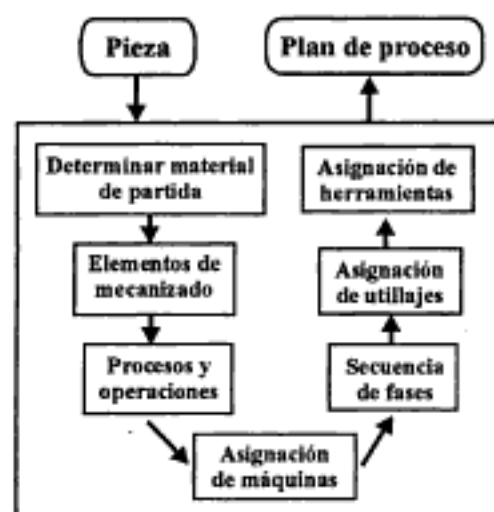 Pieza
Plan de proceso
Determinar material
de partida
Elementos de
mecanizado
Procesos y
operaciones
Asignación
de máquinas
Secuencia
de fases
Asignación
de utillajes
Asignación de
herramientas